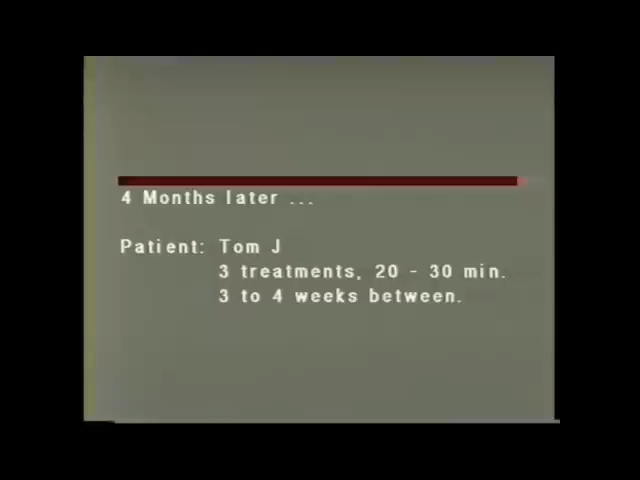 4 Months later ...
Patient: Tom J
3 treatments, 20 - 30 min.
3 to 4 weeks between.